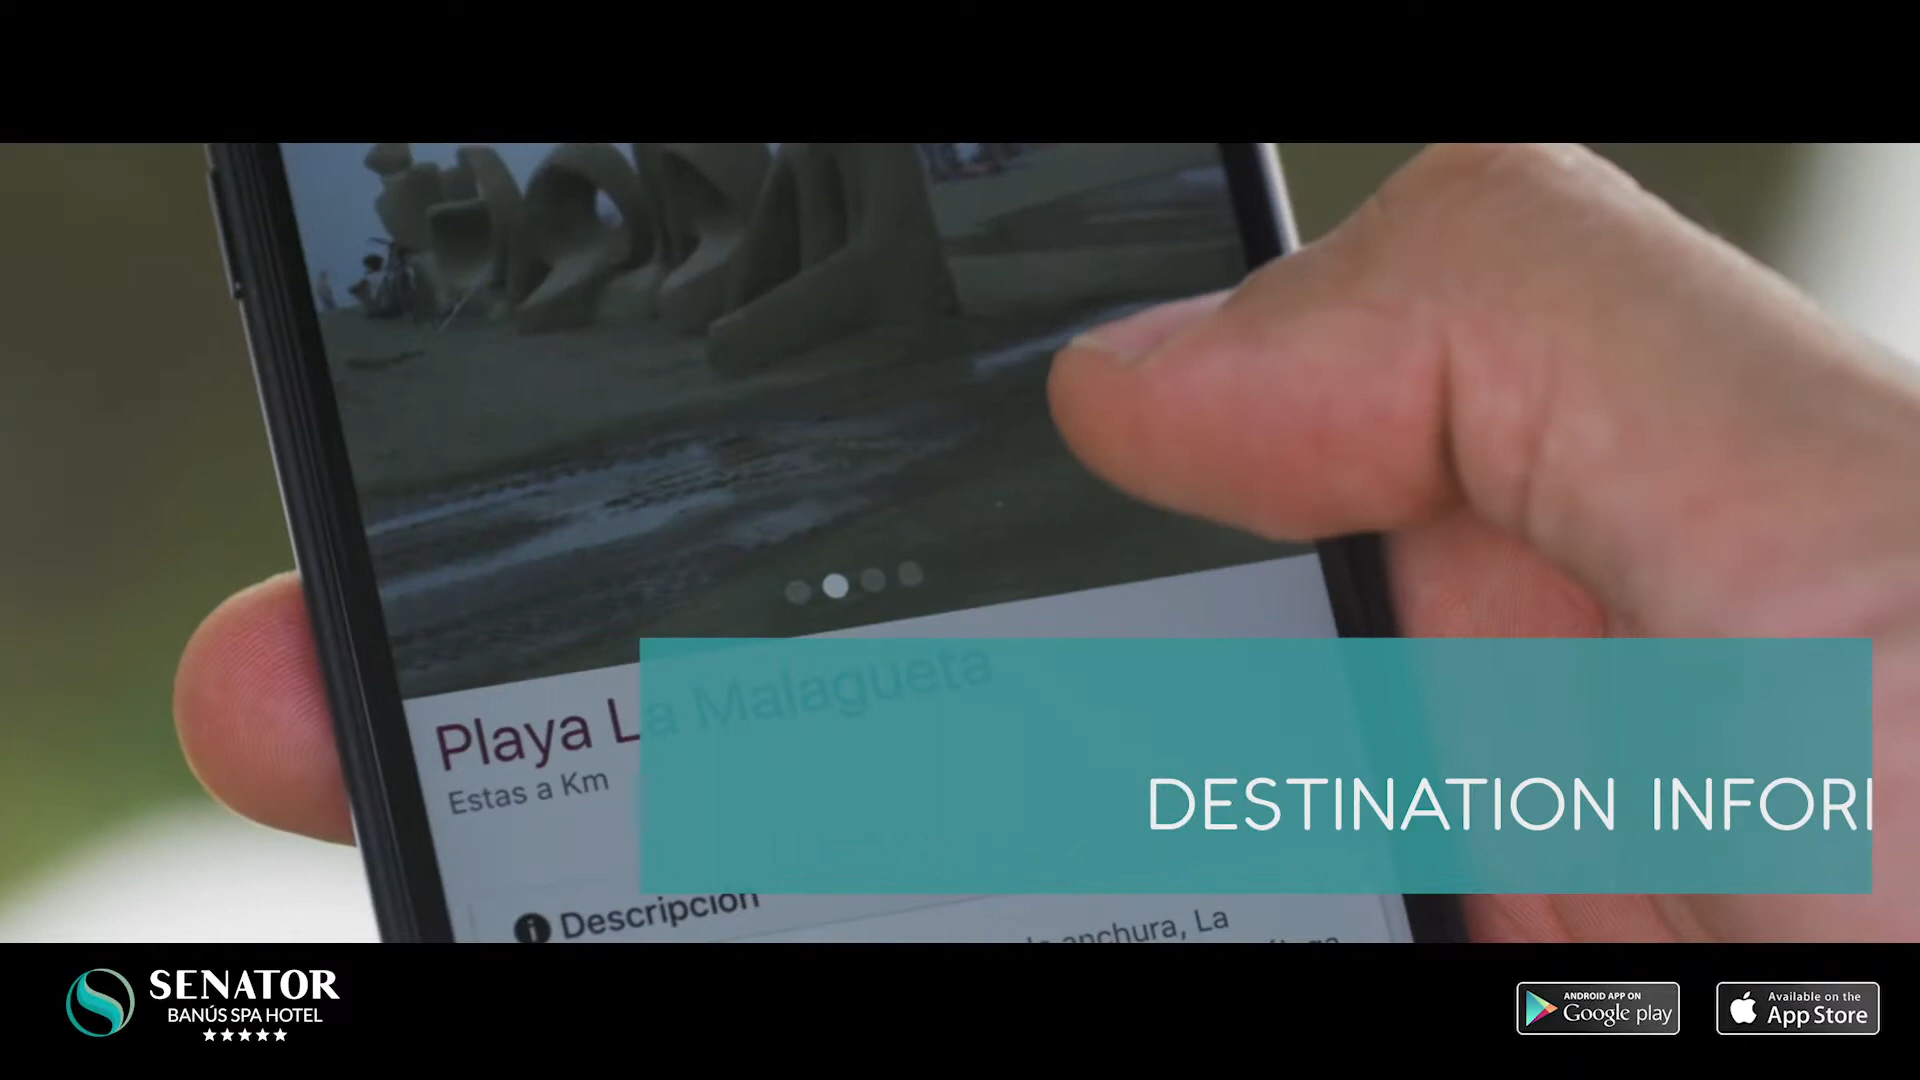 Playa La Malagueta
Estas a Km
DESTINATION INFOR
Descripción
anchura, La
SENATOR
BANÚS SPA HOTEL
ANDROID APP ON
Google play
Available on the
App Store